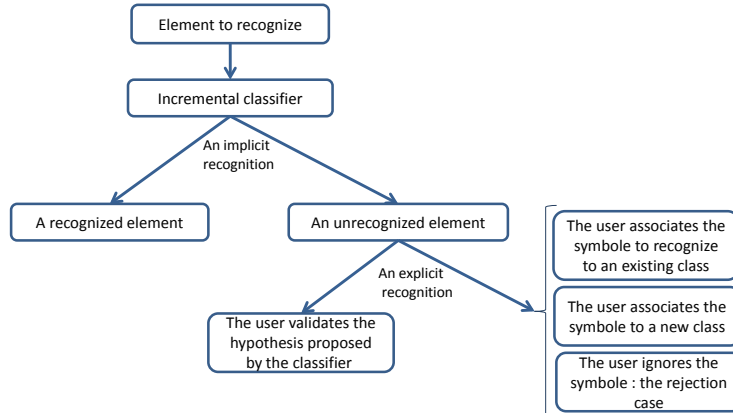 Element to recognize
Incremental classifier
An implicit
recognition
A recognized element
An unrecognized element
An explicit
recognition
The user validates the
hypothesis proposed
by the classifier
The user associates the
symbole to recognize
to an existing class
The user associates the
symbole to a new class
The user ignores the
symbole : the rejection
case